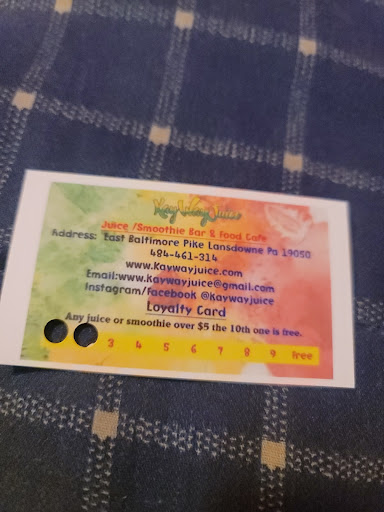 KayWayJuice
Juice /Smoothie Bar & Food Cafe
Address: East Baltimore Pike Lansdowne Pa 19050
484-461-314
www.Kaywayjuice.com
Email:www.Kaywayjuice@gmail.com
Instagram/Facebook @kaywayjuice
Loyalty Card
Any juice or smoothie over $5 the 10th one is free.
3 4 5 6 7 8 9 Free